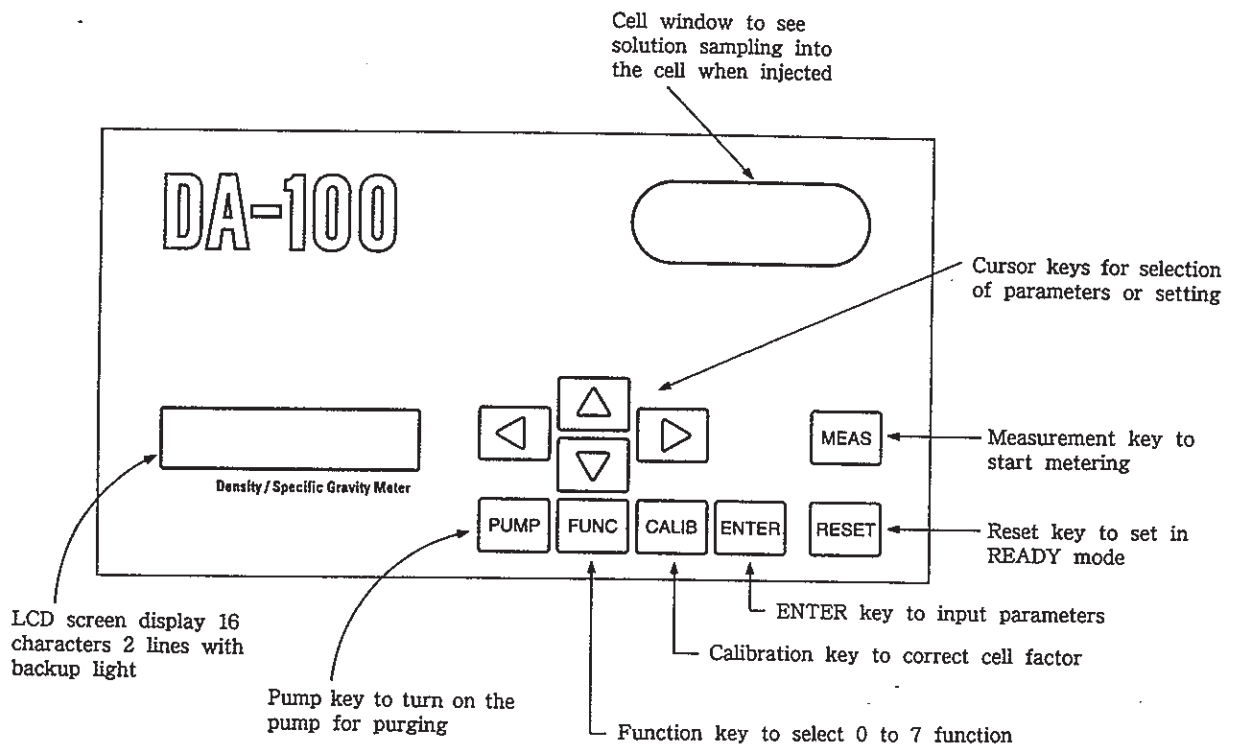 Cell window to see
solution sampling into
the cell when injected
DA-100
Cursor keys for selection
of parameters or setting
MEAS
Measurement key to
start metering
Density / Specific Gravity Meter
PUMP
FUNC
CALIB
ENTER
RESET
Reset key to set in
READY mode
LCD screen display 16
characters 2 lines with
backup light
ENTER key to input parameters
Calibration key to correct cell factor
Pump key to turn on the
pump for purging
Function key to select 0 to 7 function